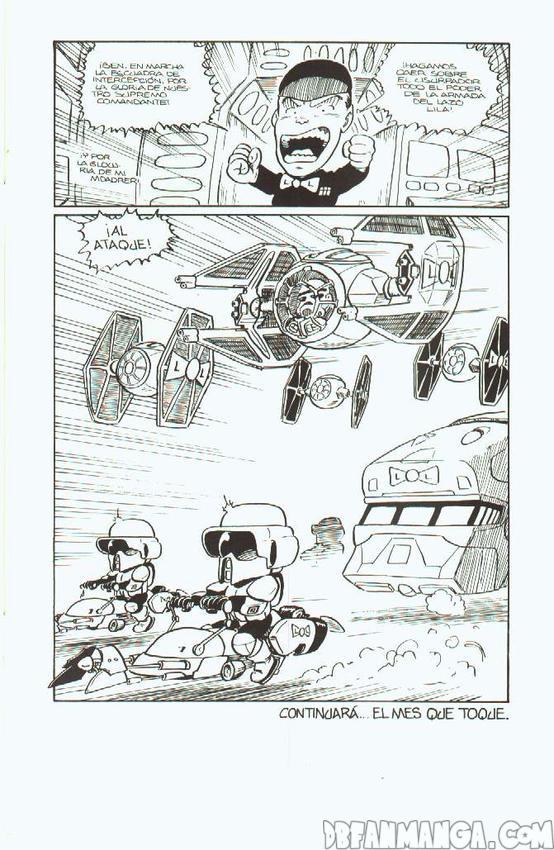 ¡BEN. EN MARCHA
LA ESCUADRA DE
INTERCEPCIÓN. POR
LA GLORIA DE NUES-
TRO SUPREMO
COMANDANTE!
¡HAGAMOS
CAER SOBRE
EL USURPADOR
TODO EL PODER
DE LA ARMADA
DEL LAZO
LILA!
¡Y POR
LA GLO
RIA DE MI
MOADRE!
¡AL
ATAQUE!
L L
L L
CONTINUARÁ... EL MES QUE TOQUE.
DBFANMANGA.COM